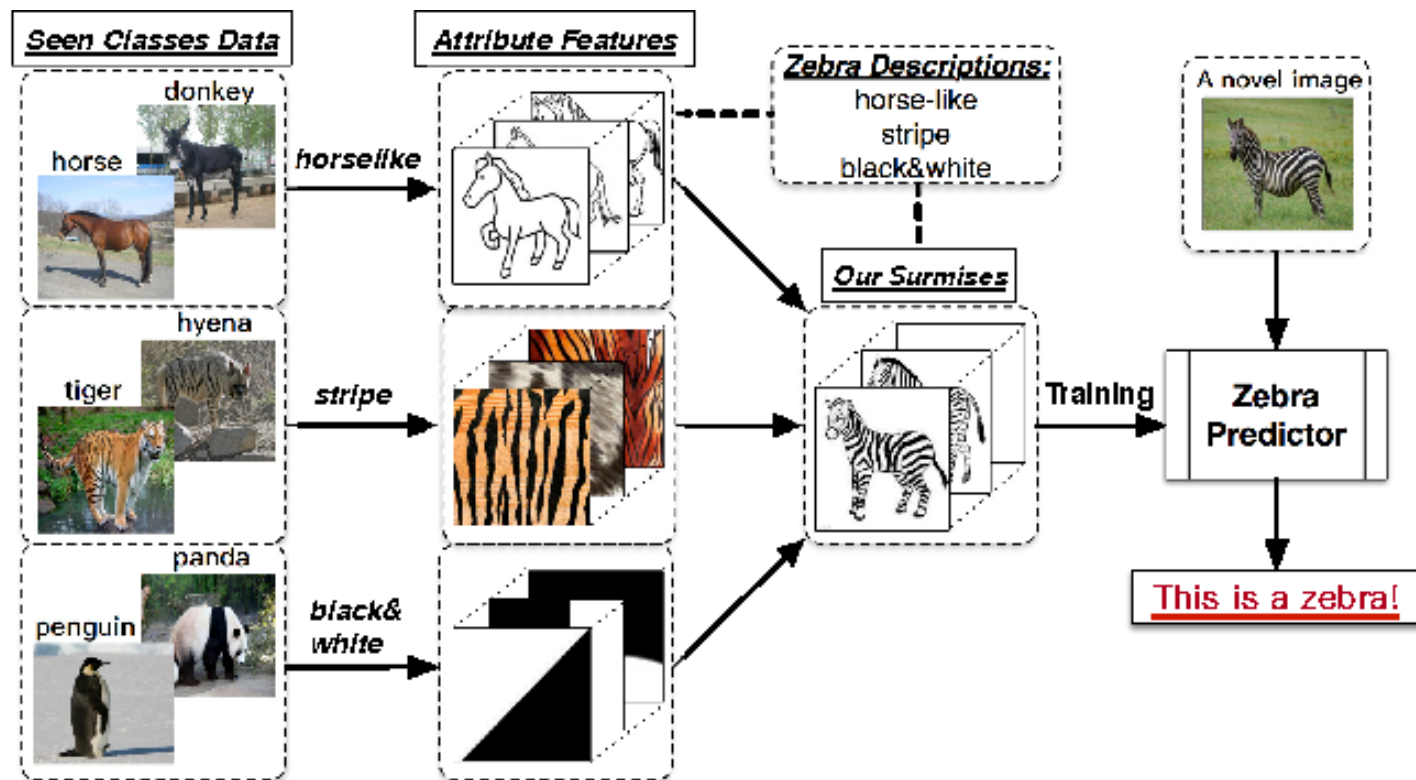 Seen Classes Data
donkey
horse
hyena
tiger
panda
penguin
horselike
stripe
black&
white
Attribute Features
Zebra Descriptions:
horse-like
stripe
black&white
Our Surmises
Training
A novel image
Zebra
Predictor
This is a zebra!